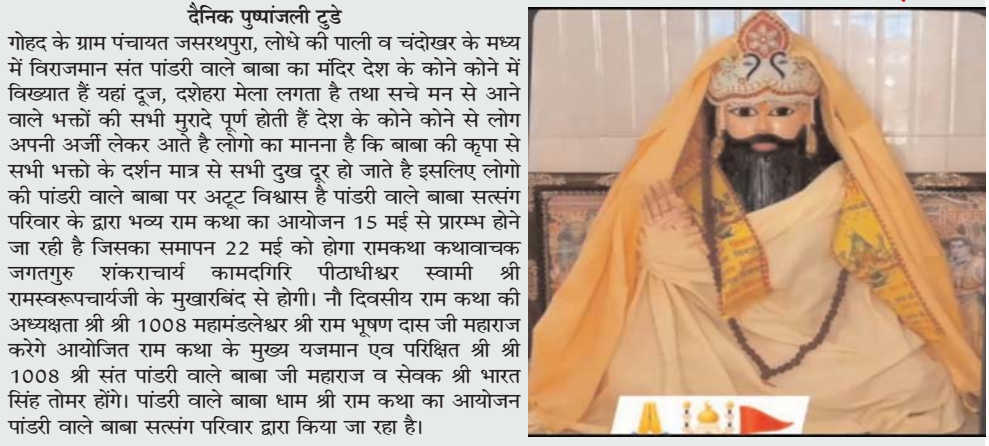 दैनिक पुष्पांजली टुडे
गोहद के ग्राम पंचायत जसरथपुरा, लोधे की पाली व चंदोखर के मध्य
में विराजमान संत पांडरी वाले बाबा का मंदिर देश के कोने कोने में
विख्यात हैं यहां दूज, दशेहरा मेला लगता है तथा सचे मन से आने
वाले भक्तों की सभी मुरादे पूर्ण होती हैं देश के कोने कोने से लोग
अपनी अर्जी लेकर आते है लोगो का मानना है कि बाबा की कृपा से
सभी भक्तो के दर्शन मात्र से सभी दुख दूर हो जाते है इसलिए लोगो
की पांडरी वाले बाबा पर अटूट विश्वास है पांडरी वाले बाबा सत्संग
परिवार के द्वारा भव्य राम कथा का आयोजन 15 मई से प्रारम्भ होने
जा रही है जिसका समापन 22 मई को होगा रामकथा कथावाचक
जगतगुरु शंकराचार्य कामदगिरि पीठाधीश्वर स्वामी श्री
रामस्वरूपचार्यजी के मुखारबिंद से होगी। नौ दिवसीय राम कथा की
अध्यक्षता श्री श्री 1008 महामंडलेश्वर श्री राम भूषण दास जी महाराज
करेगे आयोजित राम कथा के मुख्य यजमान एव परिक्षित श्री श्री
1008 श्री संत पांडरी वाले बाबा जी महाराज व सेवक श्री भारत
सिंह तोमर होंगे। पांडरी वाले बाबा धाम श्री राम कथा का आयोजन
पांडरी वाले बाबा सत्संग परिवार द्वारा किया जा रहा है।